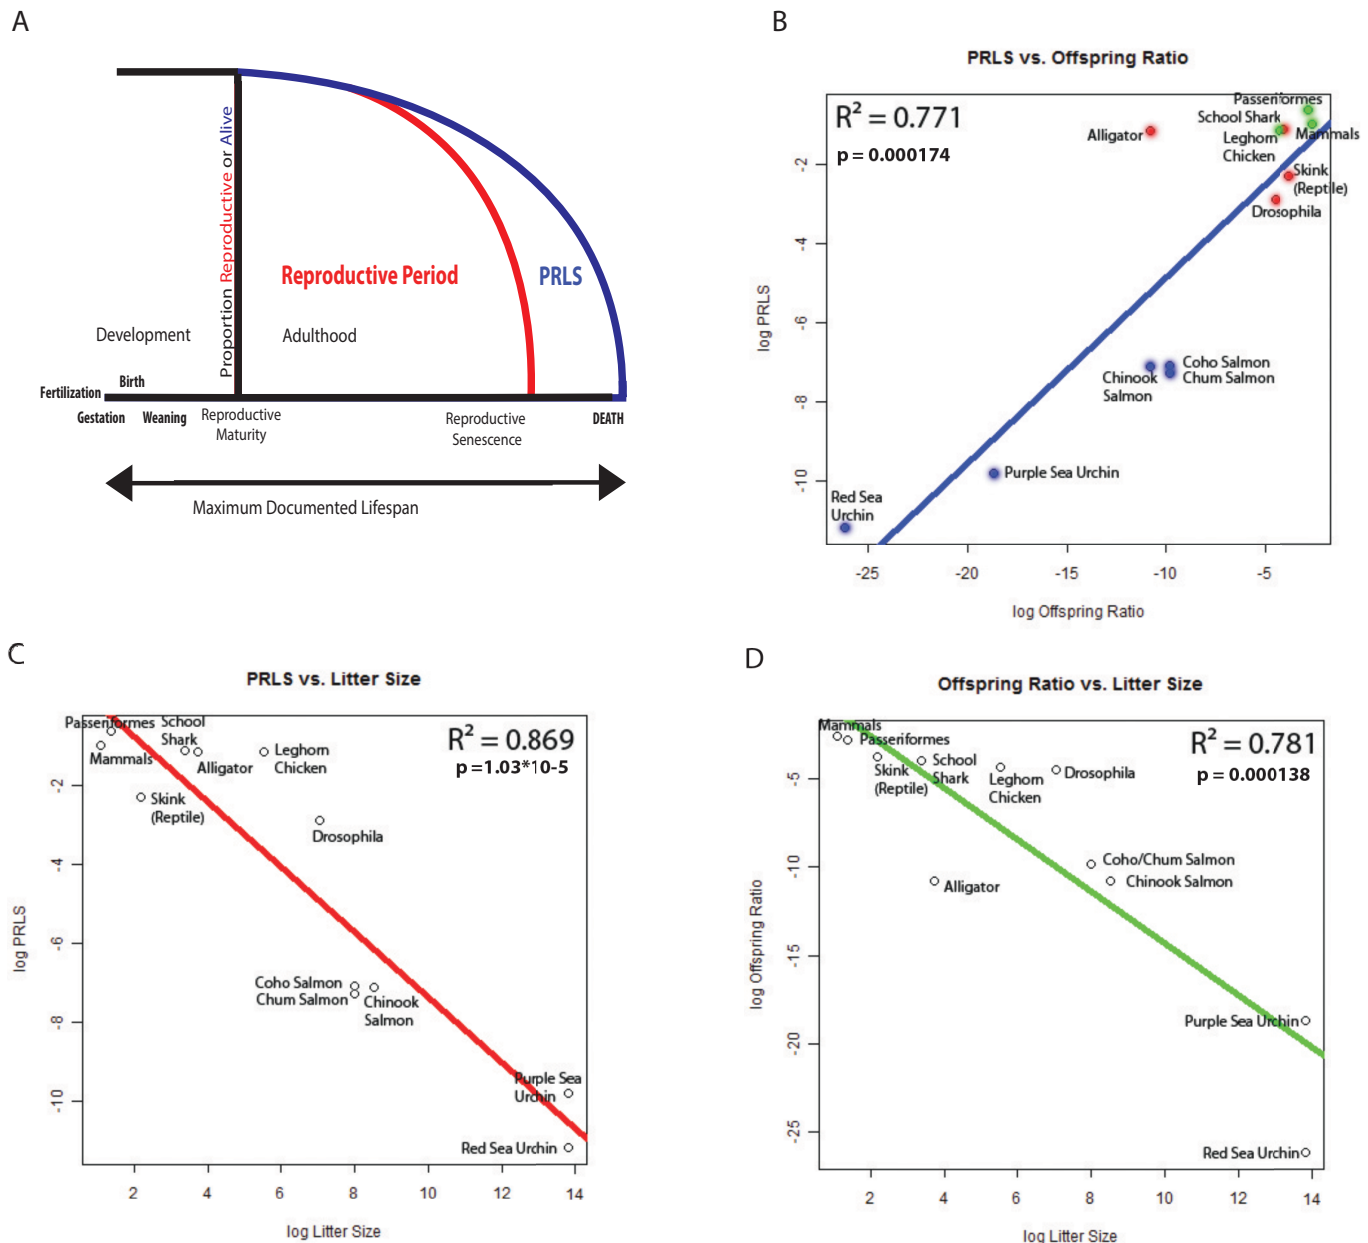 A
Proportion Reproductive or Alive
Reproductive Period
PRLS
Development
Adulthood
Birth
Fertilization
Gestation
Weaning
Reproductive
Maturity
Reproductive
Senescence
DEATH
Maximum Documented Lifespan
B
PRLS vs. Offspring Ratio
R² = 0.771
p = 0.000174
Passeriformes
School Shark
Alligator
Mammals
Leghorn
Chicken
Skink
(Reptile)
Drosophila
Coho Salmon
Chum Salmon
Chinook
Salmon
Purple Sea Urchin
Red Sea
Urchin
log PRLS
-2
-4
-6
-8
-10
-25
-20
-15
-10
-5
log Offspring Ratio
C
PRLS vs. Litter Size
R² = 0.869
p =1.03*10-5
Passeriformes
School
Shark
Mammals
Alligator
Leghorn
Chicken
Skink
(Reptile)
Drosophila
Coho Salmon
Chum Salmon
Chinook
Salmon
Purple Sea
Urchin
Red Sea Urchin
log PRLS
-2
-4
-6
-8
-10
2
4
6
8
10
12
14
log Litter Size
D
Offspring Ratio vs. Litter Size
R² = 0.781
p = 0.000138
Mammals
Passeriformes
Skink
(Reptile)
School
Shark
Leghorn
Chicken
Drosophila
Alligator
Coho/Chum Salmon
Chinook Salmon
Purple Sea Urchin
Red Sea Urchin
log Offspring Ratio
-5
-10
-15
-20
-25
2
4
6
8
10
12
14
log Litter Size